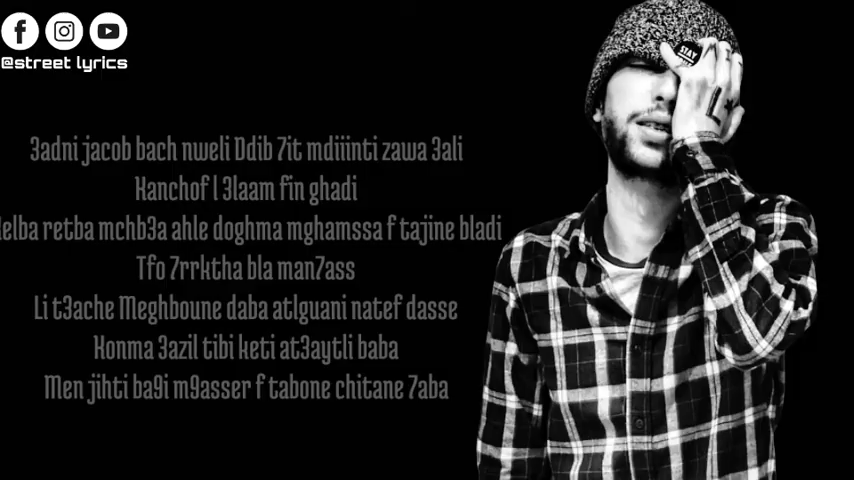 @street lyrics
STAY
3adni jacob bach nweli Ddib 7it mdiiinti zawa 3ali
Kanchof l 3laam fin ghadi
elba retba mchb3a ahle doghma mghamssa f tajine bladi
Tfo 7rrktha bla man7ass
Li t3ache Meghboune daba atlguani natef dasse
Konma 3azil tibi keti at3aytli baba
Men jihti ba9i m9asser f tabone chitane 7aba